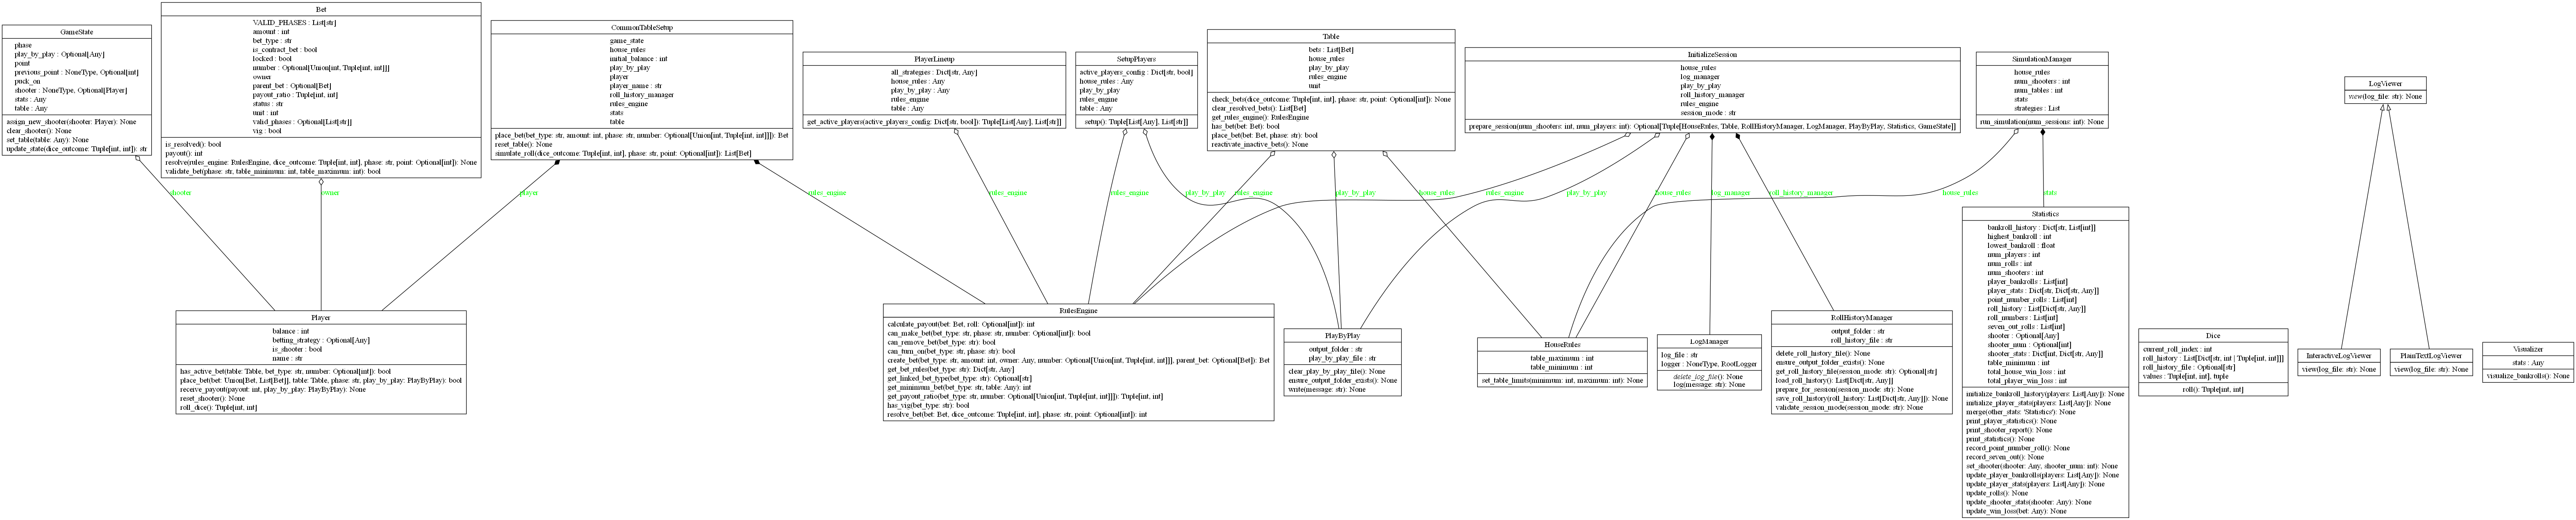 GameState
phase
play_by_play : Optional[Any]
point
previous_point : NoneType, Optional[int]
puck_on
shooter : NoneType, Optional[Player]
stats : Any
table : Any
assign_new_shooter(shooter: Player): None
clear_shooter(): None
set_table(table: Any): None
update_state(dice_outcome: Tuple[int, int]): str
Bet
VALID_PHASES : List[str]
amount : int
bet_type : str
is_contract_bet : bool
locked : bool
number : Optional[Union[int, Tuple[int, int]]]
owner
parent_bet : Optional[Bet]
payout_ratio : Tuple[int, int]
status : str
unit : int
valid_phases : Optional[List[str]]
vig : bool
is_resolved(): bool
payout(): int
resolve(rules_engine: RulesEngine, dice_outcome: Tuple[int, int], phase: str, point: Optional[int]): None
validate_bet(phase: str, table_minimum: int, table_maximum: int): bool
CommonTableSetup
game_state
house_rules
initial_balance : int
play_by_play
player
player_name : str
roll_history_manager
rules_engine
stats
table
place_bet(bet_type: str, amount: int, phase: str, number: Optional[Union[int, Tuple[int, int]]]): Bet
reset_table(): None
simulate_roll(dice_outcome: Tuple[int, int], phase: str, point: Optional[int]): List[Bet]
PlayerLineup
all_strategies : Dict[str, Any]
house_rules : Any
play_by_play : Any
rules_engine
table : Any
get_active_players(active_players_config: Dict[str, bool]): Tuple[List[Any], List[str]]
SetupPlayers
active_players_config : Dict[str, bool]
house_rules : Any
play_by_play : Any
rules_engine
table : Any
setup(): Tuple[List[Any], List[str]]
Table
bets : List[Bet]
house_rules
play_by_play
rules_engine
unit
check_bets(dice_outcome: Tuple[int, int], phase: str, point: Optional[int]): None
clear_resolved_bets(): List[Bet]
get_rules_engine(): RulesEngine
has_bet(bet: Bet): bool
place_bet(bet: Bet, phase: str): bool
reactivate_inactive_bets(): None
InitializeSession
house_rules
log_manager
play_by_play
roll_history_manager
rules_engine
session_mode : str
prepare_session(num_shooters: int, num_players: int): Optional[Tuple[HouseRules, Table, RollHistoryManager, LogManager, PlayByPlay, Statistics, GameState]]
SimulationManager
house_rules
num_shooters : int
num_tables : int
stats
strategies : List
run_simulation(num_sessions: int): None
LogViewer
view(log_file: str): None
shooter
owner
player
rules_engine
rules_engine
rules_engine
play_by_play
rules_engine
play_by_play
house_rules
rules_engine
play_by_play
house_rules
log_manager
roll_history_manager
house_rules
stats
Player
balance : int
betting_strategy : Optional[Any]
is_shooter : bool
name : str
has_active_bet(table: Table, bet_type: str, number: Optional[int]): bool
place_bet(bet: Union[Bet, List[Bet]], table: Table, phase: str, play_by_play: PlayByPlay): bool
receive_payout(payout: int, play_by_play: PlayByPlay): None
reset_shooter(): None
roll_dice(): Tuple[int, int]
RulesEngine
calculate_payout(bet: Bet, roll: Optional[int]): int
can_make_bet(bet_type: str, phase: str, number: Optional[int]): bool
can_remove_bet(bet_type: str): bool
can_turn_on(bet_type: str, phase: str): bool
create_bet(bet_type: str, amount: int, owner: Any, number: Optional[Union[int, Tuple[int, int]]], parent_bet: Optional[Bet]): Bet
get_bet_rules(bet_type: str): Dict[str, Any]
get_linked_bet_type(bet_type: str): Optional[str]
get_minimum_bet(bet_type: str, table: Any): int
get_payout_ratio(bet_type: str, number: Optional[Union[int, Tuple[int, int]]]): Tuple[int, int]
has_vig(bet_type: str): bool
resolve_bet(bet: Bet, dice_outcome: Tuple[int, int], phase: str, point: Optional[int]): int
PlayByPlay
output_folder : str
play_by_play_file : str
clear_play_by_play_file(): None
ensure_output_folder_exists(): None
write(message: str): None
HouseRules
table_maximum : int
table_minimum : int
set_table_limits(minimum: int, maximum: int): None
LogManager
log_file : str
logger : NoneType, RootLogger
delete_log_file(): None
log(message: str): None
RollHistoryManager
output_folder : str
roll_history_file : str
delete_roll_history_file(): None
ensure_output_folder_exists(): None
get_roll_history_file(session_mode: str): Optional[str]
load_roll_history(): List[Dict[str, Any]]
prepare_for_session(session_mode: str): None
save_roll_history(roll_history: List[Dict[str, Any]]): None
validate_session_mode(session_mode: str): None
Statistics
bankroll_history : Dict[str, List[int]]
highest_bankroll : int
lowest_bankroll : float
num_players : int
num_rolls : int
num_shooters : int
player_bankrolls : List[int]
player_stats : Dict[str, Dict[str, Any]]
point_number_rolls : List[int]
roll_history : List[Dict[str, Any]]
roll_numbers : List[int]
seven_out_rolls : List[int]
shooter : Optional[Any]
shooter_num : Optional[int]
shooter_stats : Dict[int, Dict[str, Any]]
table_minimum : int
total_house_win_loss : int
total_player_win_loss : int
initialize_bankroll_history(players: List[Any]): None
initialize_player_stats(players: List[Any]): None
merge(other_stats: 'Statistics'): None
print_player_statistics(): None
print_shooter_report(): None
print_statistics(): None
record_point_number_roll(): None
record_seven_out(): None
set_shooter(shooter: Any, shooter_num: int): None
update_player_bankrolls(players: List[Any]): None
update_player_stats(players: List[Any]): None
update_rolls(): None
update_shooter_stats(shooter: Any): None
update_win_loss(bet: Any): None
Dice
current_roll_index : int
roll_history : List[Dict[str, int | Tuple[int, int]]]
roll_history_file : Optional[str]
values : Tuple[int, int], tuple
roll(): Tuple[int, int]
InteractiveLogViewer
view(log_file: str): None
PlainTextLogViewer
view(log_file: str): None
Visualizer
stats : Any
visualize_bankrolls(): None